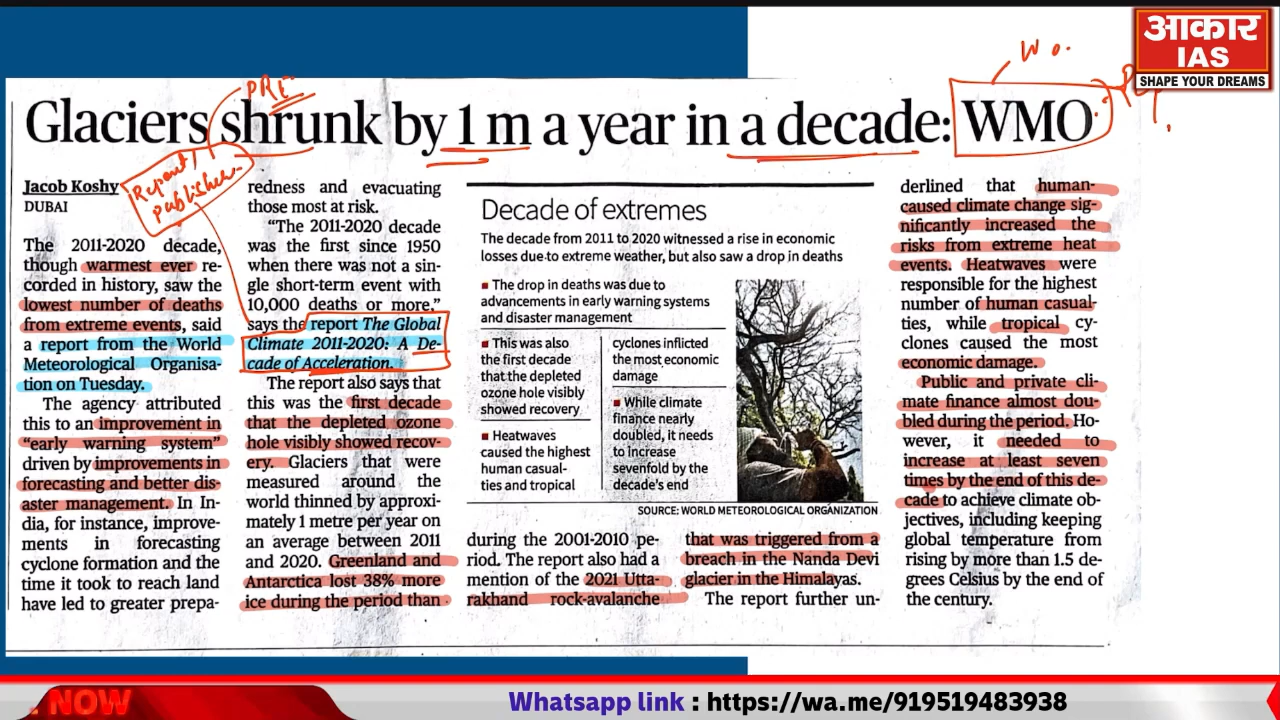 आकार
IAS
SHAPE YOUR DREAMS
W o.
PRE
Glaciers shrunk by 1 m a year in a decade: WMO
Report/
publisher
Jacob Koshy
DUBAI
The 2011-2020 decade,
though warmest ever re-
corded in history, saw the
lowest number of deaths
from extreme events, said
a report from the World
Meteorological Organisa-
tion on Tuesday.
The agency attributed
this to an improvement in
“early warning system”
driven by improvements in
forecasting and better dis-
aster management. In In-
dia, for instance, improve-
ments in forecasting
cyclone formation and the
time it took to reach land
have led to greater prepa-
redness and evacuating
those most at risk.
“The 2011-2020 decade
was the first since 1950
when there was not a sin-
gle short-term event with
10,000 deaths or more,”
says the report The Global
Climate 2011-2020: A De-
cade of Acceleration.
The report also says that
this was the first decade
that the depleted ozone
hole visibly showed recov-
ery. Glaciers that were
measured around the
world thinned by approxi-
mately 1 metre per year on
an average between 2011
and 2020. Greenland and
Antarctica lost 38% more
ice during the period than
Decade of extremes
The decade from 2011 to 2020 witnessed a rise in economic
losses due to extreme weather, but also saw a drop in deaths
▪ The drop in deaths was due to
advancements in early warning systems
and disaster management
▪ This was also
the first decade
that the depleted
ozone hole visibly
showed recovery
▪ Heatwaves
caused the highest
human casual-
ties and tropical
cyclones inflicted
the most economic
damage
▪ While climate
finance nearly
doubled, it needs
to increase
sevenfold by the
decade’s end
SOURCE: WORLD METEOROLOGICAL ORGANIZATION
during the 2001-2010 pe-
riod. The report also had a
mention of the 2021 Utta-
rakhand rock-avalanche
that was triggered from a
breach in the Nanda Devi
glacier in the Himalayas.
The report further un-
derlined that human-
caused climate change sig-
nificantly increased the
risks from extreme heat
events. Heatwaves were
responsible for the highest
number of human casual-
ties, while tropical cy-
clones caused the most
economic damage.
Public and private cli-
mate finance almost dou-
bled during the period. Ho-
wever, it needed to
increase at least seven
times by the end of this de-
cade to achieve climate ob-
jectives, including keeping
global temperature from
rising by more than 1.5 de-
grees Celsius by the end of
the century.
NOW
Whatsapp link : https://wa.me/919519483938